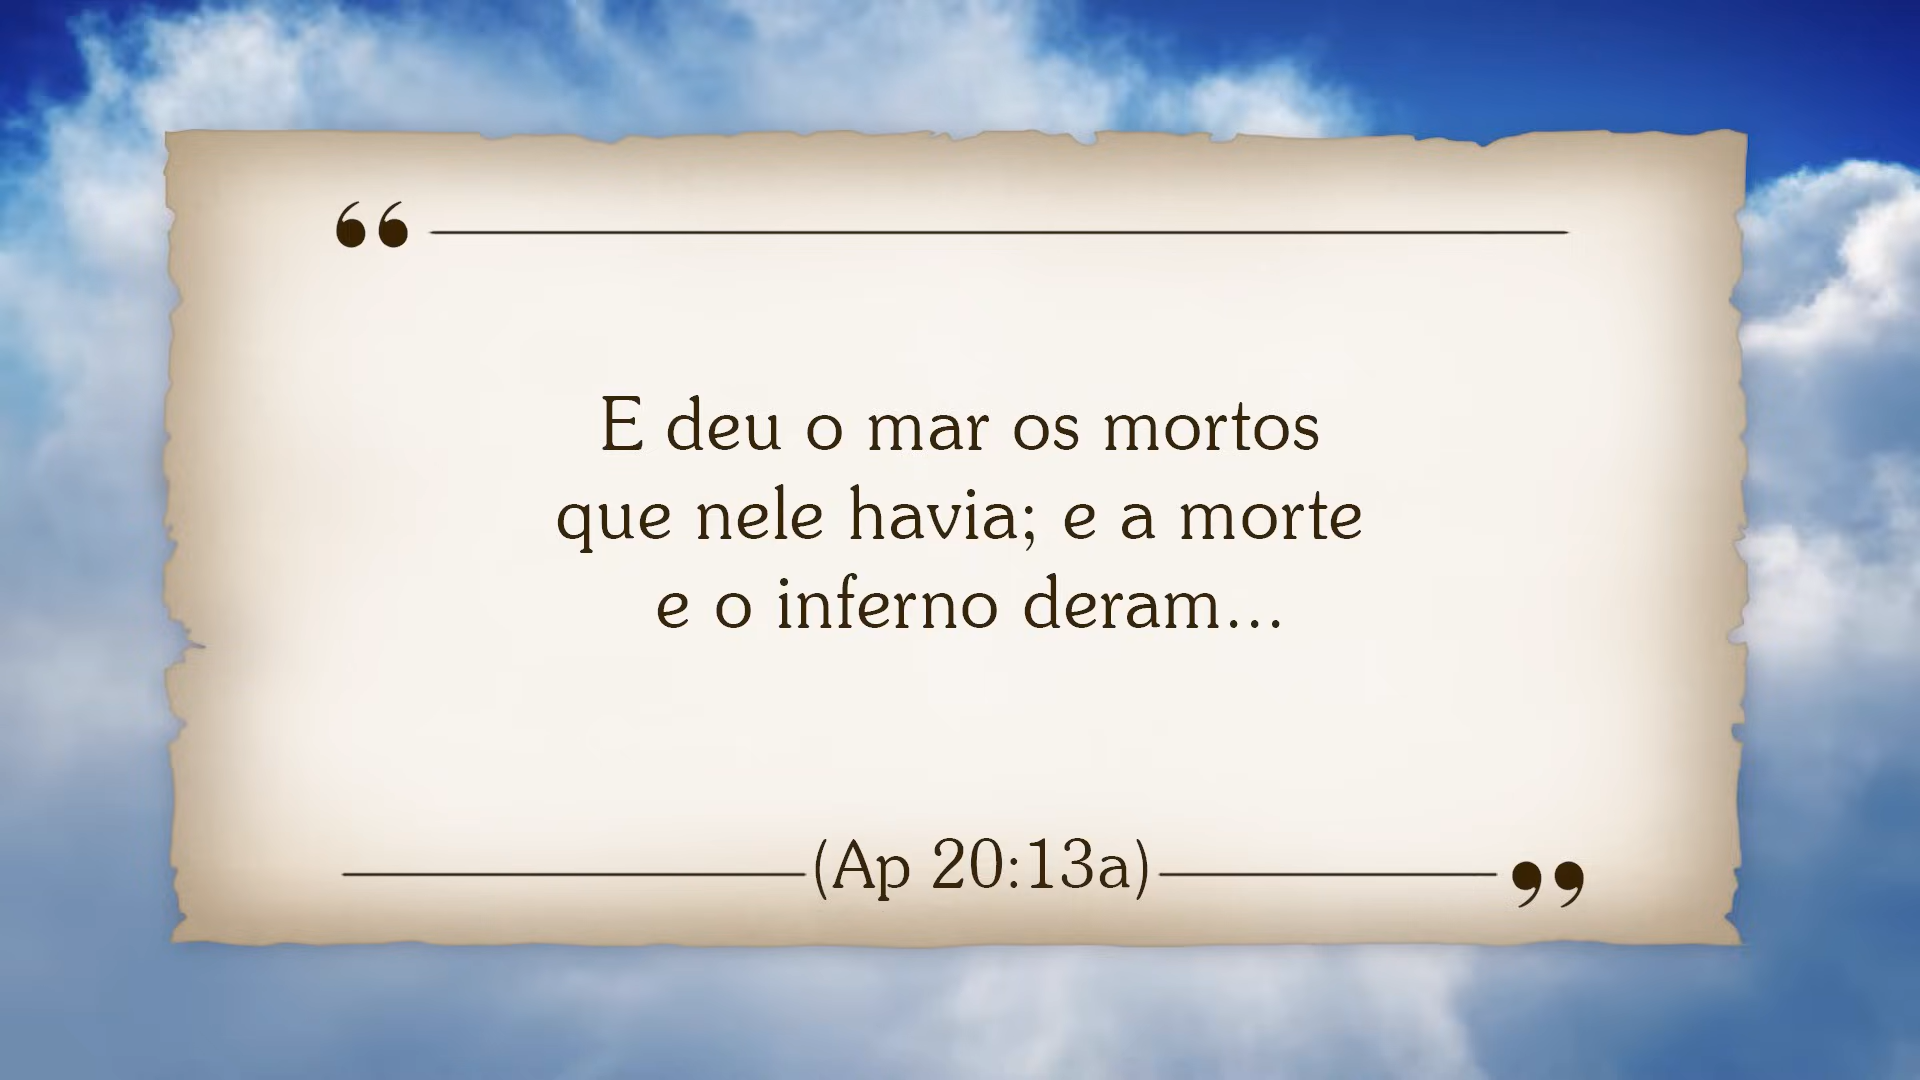 “
E deu o mar os mortos
que nele havia; e a morte
e o inferno deram...
(Ap 20:13a)
”